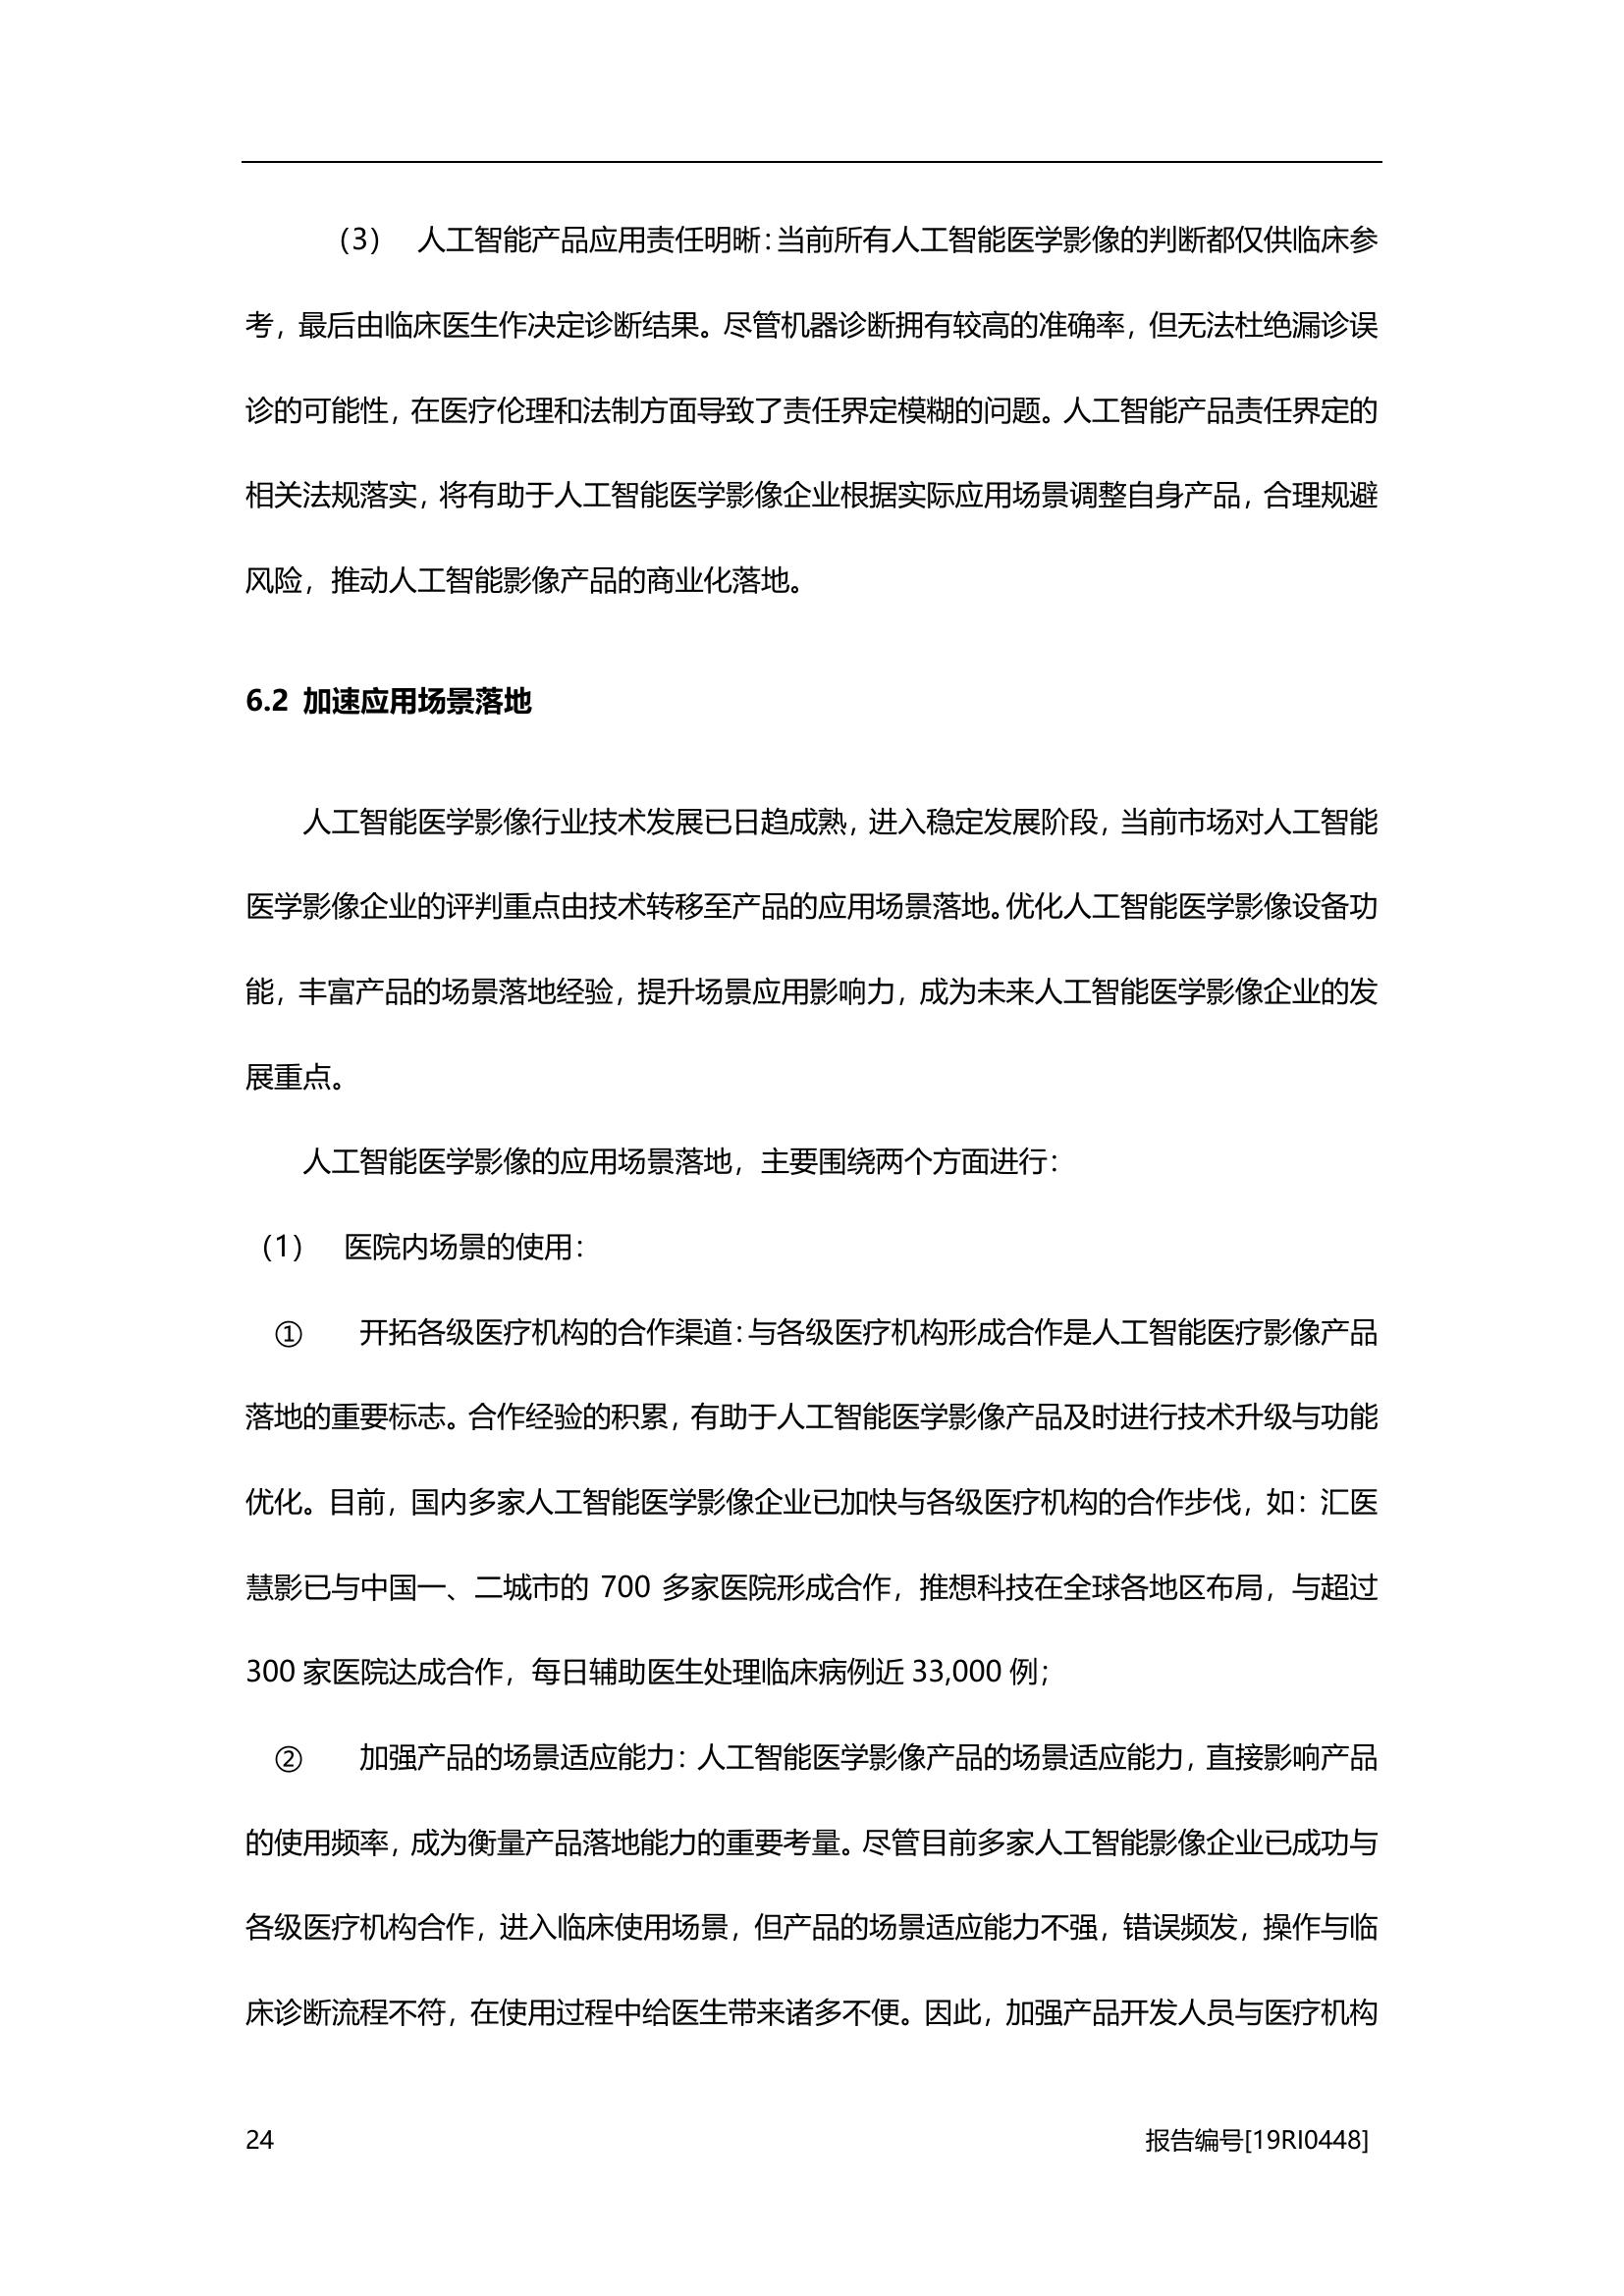 （3） 人工智能产品应用责任明晰：当前所有人工智能医学影像的判断都仅供临床参
考，最后由临床医生作决定诊断结果。尽管机器诊断拥有较高的准确率，但无法杜绝漏诊误
诊的可能性，在医疗伦理和法制方面导致了责任界定模糊的问题。人工智能产品责任界定的
相关法规落实，将有助于人工智能医学影像企业根据实际应用场景调整自身产品，合理规避
风险，推动人工智能影像产品的商业化落地。
6.2 加速应用场景落地
人工智能医学影像行业技术发展已日趋成熟，进入稳定发展阶段，当前市场对人工智能
医学影像企业的评判重点由技术转移至产品的应用场景落地。优化人工智能医学影像设备功
能，丰富产品的场景落地经验，提升场景应用影响力，成为未来人工智能医学影像企业的发
展重点。
人工智能医学影像的应用场景落地，主要围绕两个方面进行：
（1） 医院内场景的使用：
① 开拓各级医疗机构的合作渠道：与各级医疗机构形成合作是人工智能医疗影像产品
落地的重要标志。合作经验的积累，有助于人工智能医学影像产品及时进行技术升级与功能
优化。目前，国内多家人工智能医学影像企业已加快与各级医疗机构的合作步伐，如：汇医
慧影已与中国一、二城市的 700 多家医院形成合作，推想科技在全球各地区布局，与超过
300 家医院达成合作，每日辅助医生处理临床病例近 33,000 例；
② 加强产品的场景适应能力：人工智能医学影像产品的场景适应能力，直接影响产品
的使用频率，成为衡量产品落地能力的重要考量。尽管目前多家人工智能影像企业已成功与
各级医疗机构合作，进入临床使用场景，但产品的场景适应能力不强，错误频发，操作与临
床诊断流程不符，在使用过程中给医生带来诸多不便。因此，加强产品开发人员与医疗机构
24 报告编号[19RI0448]